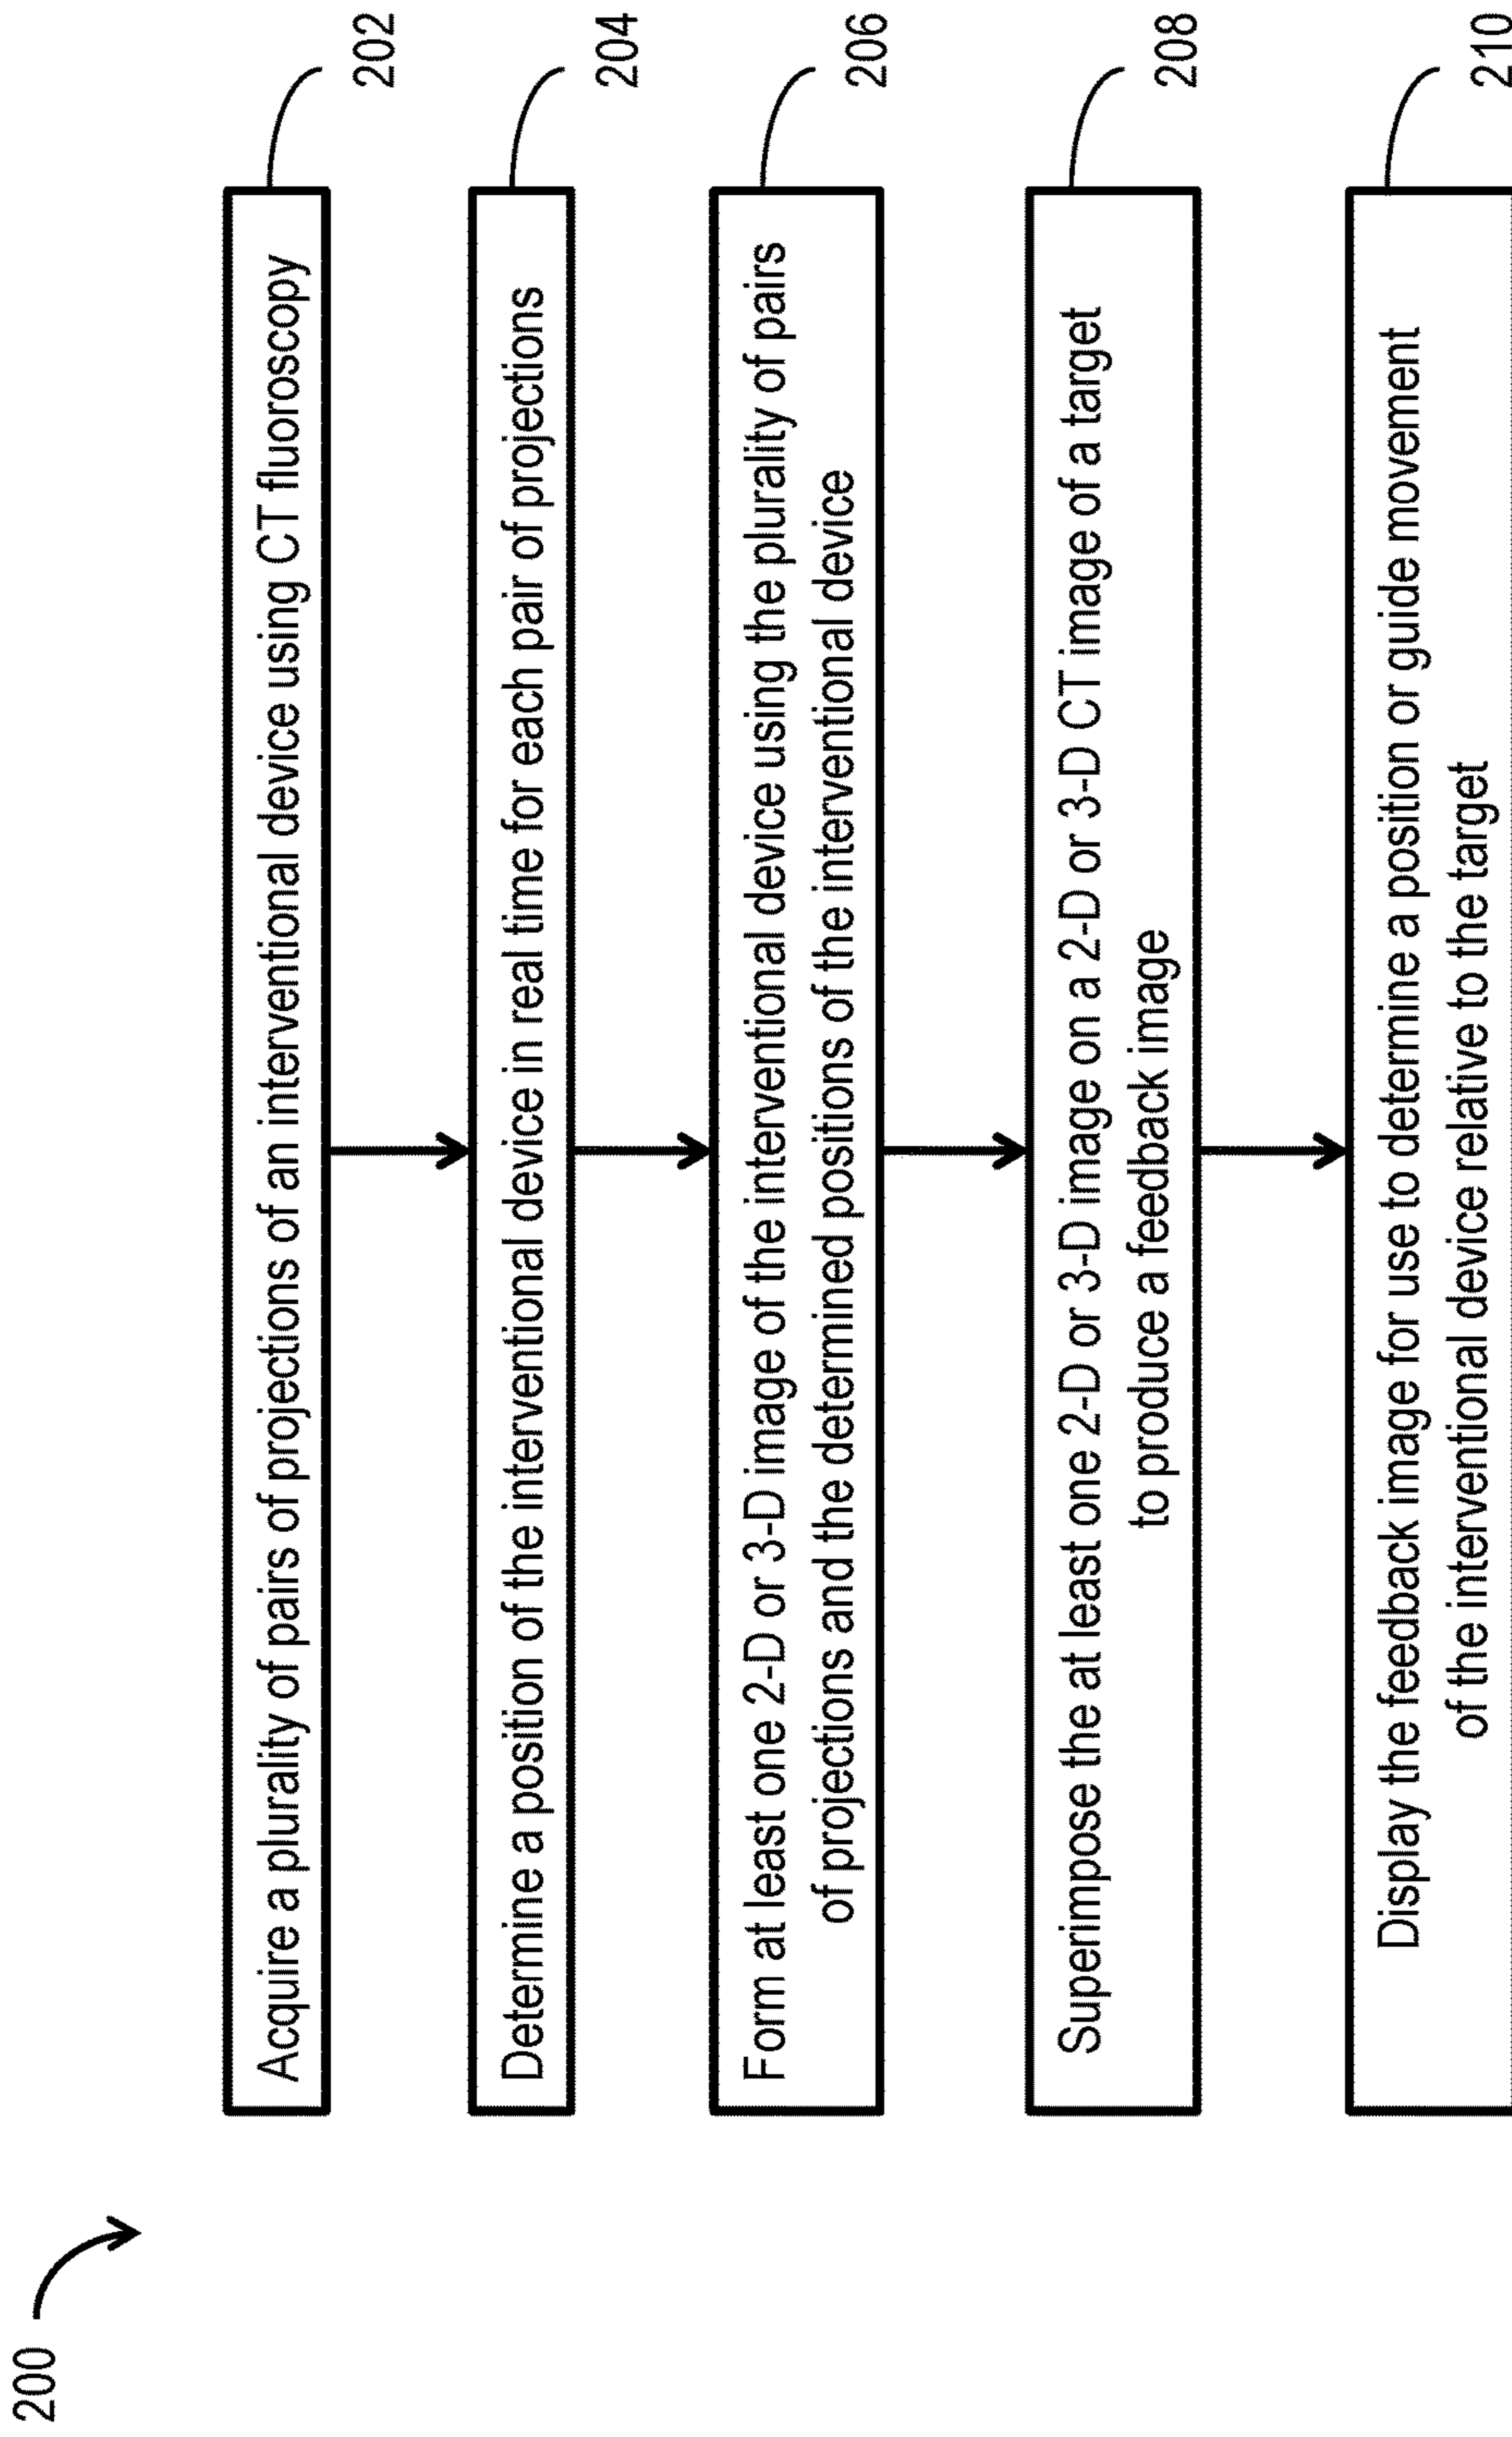 200
Acquire a plurality of pairs of projections of an interventional device using CT fluoroscopy
202
Determine a position of the interventional device in real time for each pair of projections
204
Form at least one 2-D or 3-D image of the interventional device using the plurality of pairs
of projections and the determined positions of the interventional device
206
Superimpose the at least one 2-D or 3-D image on a 2-D or 3-D CT image of a target
to produce a feedback image
208
Display the feedback image for use to determine a position or guide movement
of the interventional device relative to the target
210